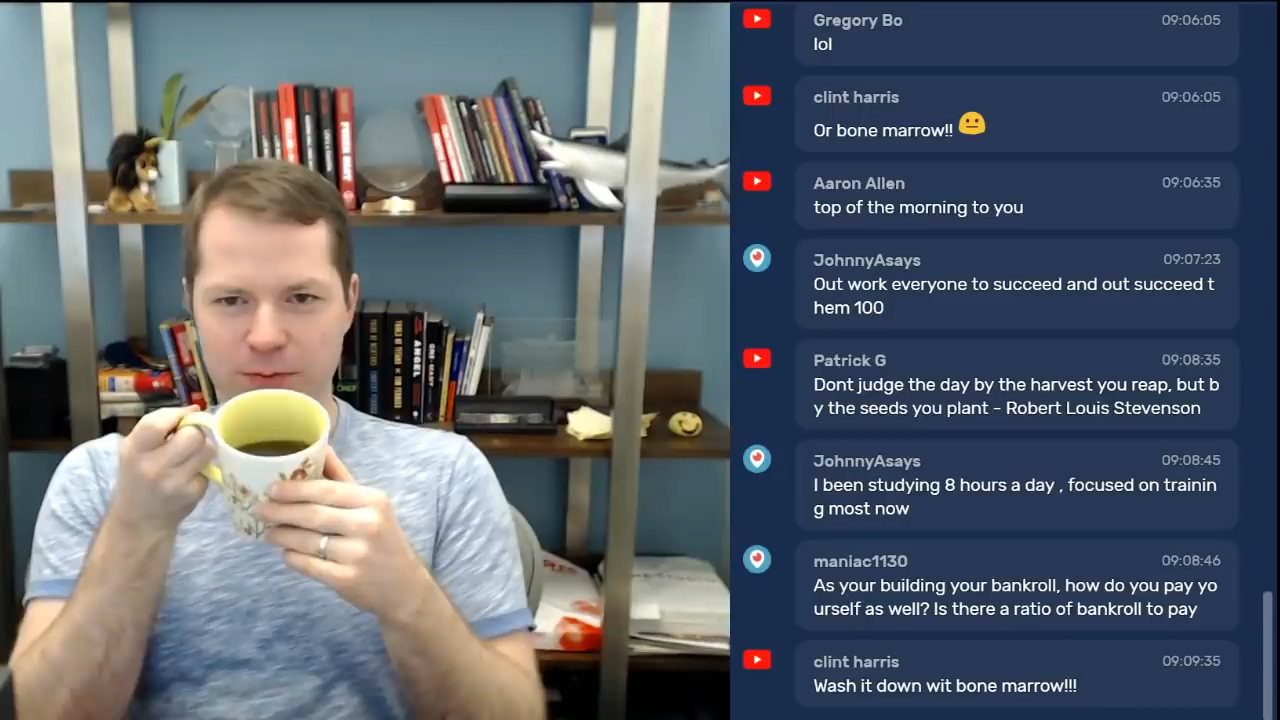 Gregory Bo
09:06:05
lol
clint harris
09:06:05
Or bone marrow!! 😐
Aaron Allen
09:06:35
top of the morning to you
JohnnyAsays
09:07:23
Out work everyone to succeed and out succeed t
hem 100
Patrick G
09:08:35
Dont judge the day by the harvest you reap, but b
y the seeds you plant - Robert Louis Stevenson
JohnnyAsays
09:08:45
I been studying 8 hours a day , focused on trainin
g most now
maniac1130
09:08:46
As your building your bankroll, how do you pay yo
urself as well? Is there a ratio of bankroll to pay
clint harris
09:09:35
Wash it down wit bone marrow!!!
ANGEL